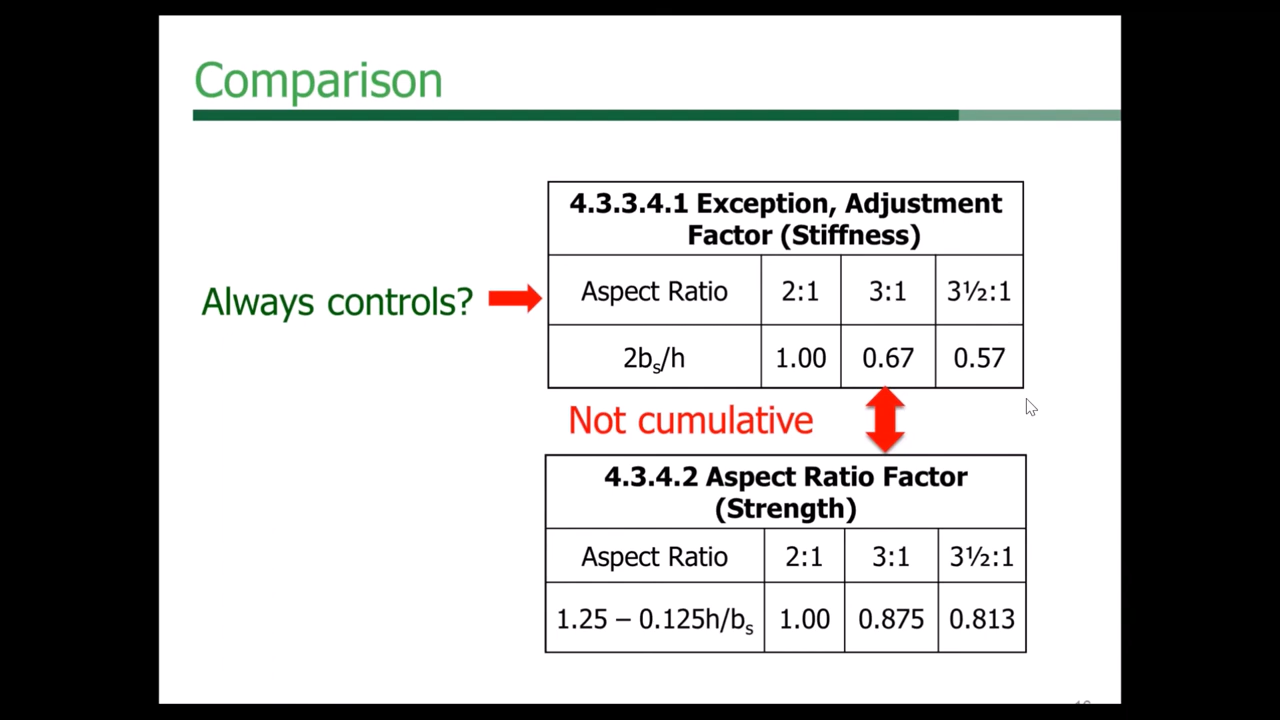 Comparison
4.3.3.4.1 Exception, Adjustment
Factor (Stiffness)
Always controls?
Aspect Ratio 2:1 3:1 3½:1
2bs/h 1.00 0.67 0.57
Not cumulative
4.3.4.2 Aspect Ratio Factor
(Strength)
Aspect Ratio 2:1 3:1 3½:1
1.25 – 0.125h/bs 1.00 0.875 0.813